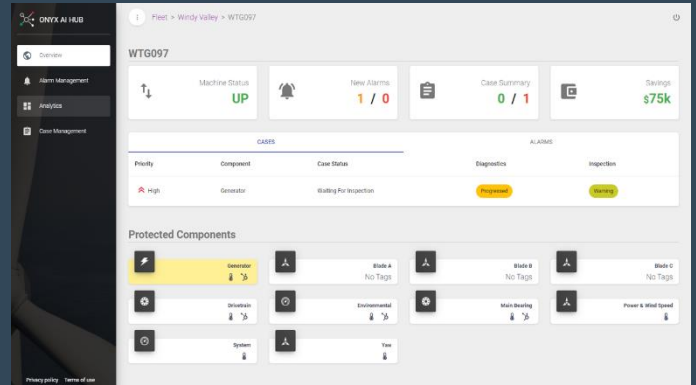 ONYX AI HUB
Fleet > Windy Valley > WTG097
Overview
Alarm Management
Analytics
Case Management
WTG097
Machine Status
UP
New Alarms
1 / 0
Case Summary
0 / 1
Savings
$75k
CASES
ALARMS
Priority Component Case Status Diagnostics Inspection
High Generator Waiting For Inspection Progressed Warning
Protected Components
Generator
Blade A
No Tags
Blade B
No Tags
Blade C
No Tags
Drivetrain
Environmental
Main Bearing
Power & Wind Speed
System
Yaw
Privacy policy Terms of use